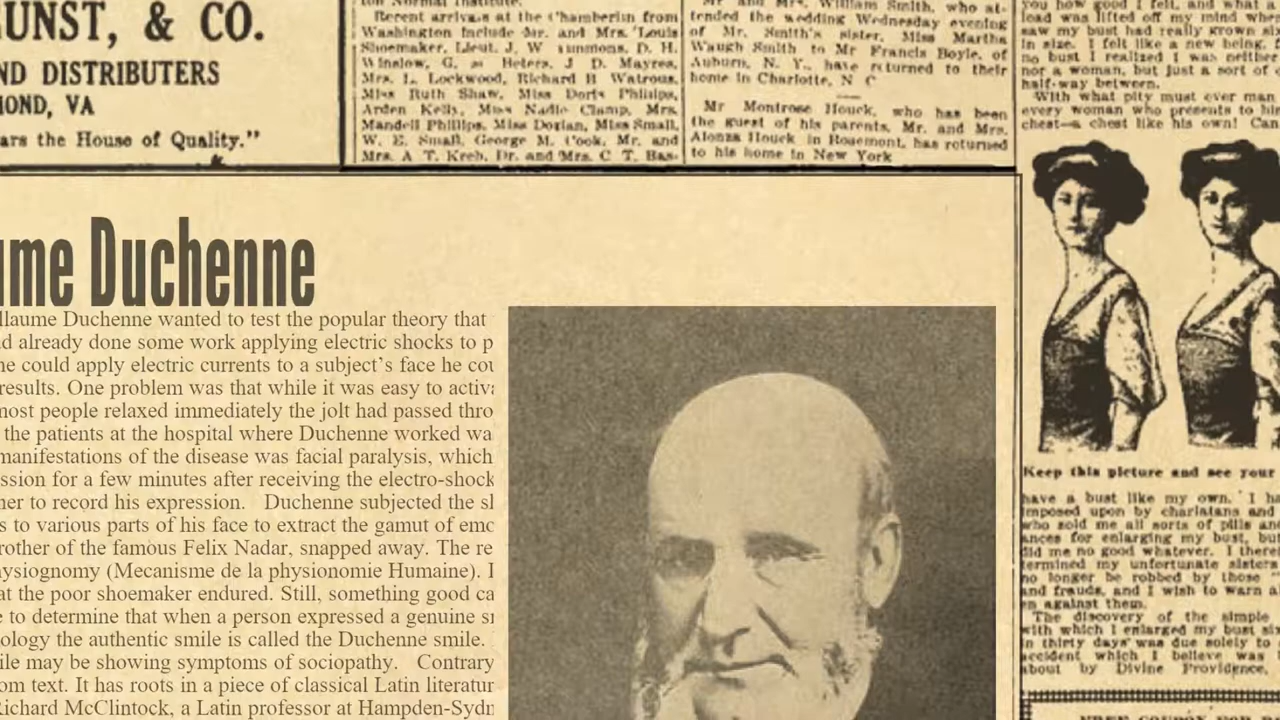 UNST, & CO.
ND DISTRIBUTERS
MOND, VA
ars the House of Quality."
ton Normal Institute.
Recent arrivals at the Chamberlin from
Washington include Mr. and Mrs. Louis
Shoemaker, Lieut. J. W. D. H.
Winslow, G. Heters, J D. Mayres,
Mrs. L. Lockwood, Richard B Watrous,
Miss Ruth Shaw, Miss Doris Philips,
Arden Kelly, Miss Nadie Clamp, Mrs.
Mandell Phillips, Miss Dorian, Miss Small,
W. E. Small, George M. Cook, Mr. and
Mrs. A T. Kreh, Dr. and Mrs. C T. Bas-
Mr and Mrs. William Smith, who at-
tended the wedding Wednesday evening
of Mr. Smith's sister, Miss Martha
Waugh Smith to Mr Francis Boyle, of
Auburn, N. Y., have returned to their
home in Charlotte, N C
Mr Montrose Houck, who has been
the guest of his parents, Mr. and Mrs.
Alonza Houck in Rosemont, has returned
to his home in New York
you how good I felt, and what a
load was lifted off my mind when
saw my bust had really grown six
in size. I felt like a new being,
no bust I realized I was neither
nor a woman, but just a sort of
half-way between.
With what pity must ever man
every woman who presents to his
chest—a chest like his own! Can
ume Duchenne
llaume Duchenne wanted to test the popular theory that
d already done some work applying electric shocks to p
he could apply electric currents to a subject's face he cou
results. One problem was that while it was easy to activa
most people relaxed immediately the jolt had passed thro
the patients at the hospital where Duchenne worked wa
manifestations of the disease was facial paralysis, which
ssion for a few minutes after receiving the electro-shock
her to record his expression. Duchenne subjected the sl
s to various parts of his face to extract the gamut of emo
rother of the famous Felix Nadar, snapped away. The re
hysiognomy (Mecanisme de la physiononie Humaine). I
at the poor shoemaker endured. Still, something good ca
e to determine that when a person expressed a genuine si
ology the authentic smile is called the Duchenne smile.
ile may be showing symptoms of sociopathy. Contrary
om text. It has roots in a piece of classical Latin literatur
Richard McClintock, a Latin professor at Hampden-Sydn
Keep this picture and see your
have a bust like my own. I ha
imposed upon by charlatans and
who sold me all sorts of pills and
ances for enlarging my bust, but
did me no good whatever. I there
termined my unfortunate sisters
no longer be robbed by those "
and frauds, and I wish to warn al
en against them.
The discovery of the simple
with which I enlarged my bust six
in thirty days was due solely to
accident which I believe was
about by Divine Providence,